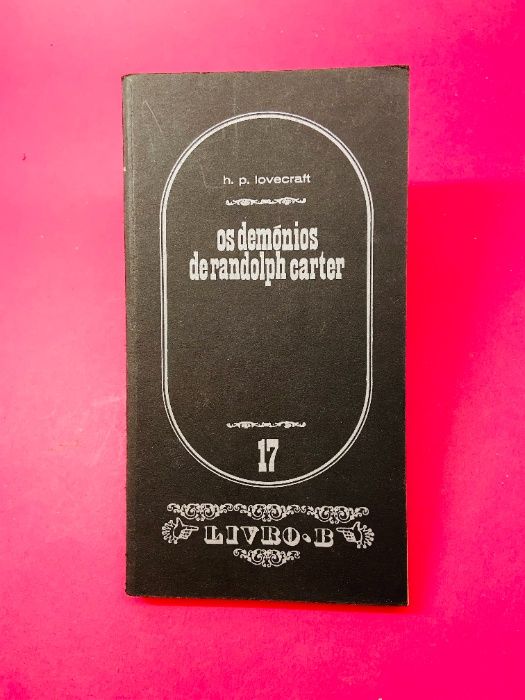 h. p. lovecraft
os demónios
de randolph carter
17
LIVRO·B